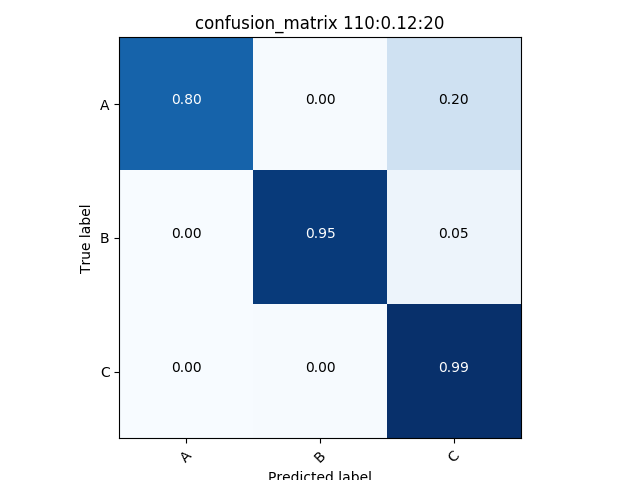 confusion_matrix 110:0.12:20
True label
A
0.80 0.00 0.20
B
0.00 0.95 0.05
C
0.00 0.00 0.99
A B C
Predicted label